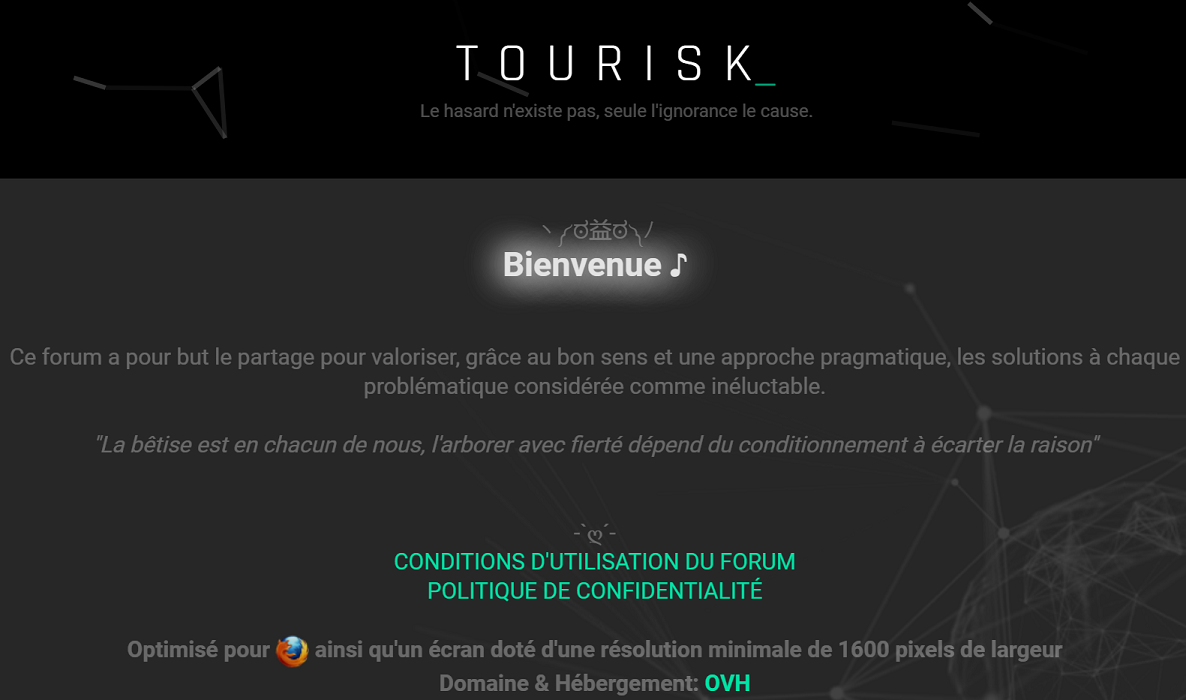 TOURISK_
Le hasard n'existe pas, seule l'ignorance le cause.
ヽ༼ಠ益ಠ༽ﾉ
Bienvenue ♪
Ce forum a pour but le partage pour valoriser, grâce au bon sens et une approche pragmatique, les solutions à chaque
problématique considérée comme inéluctable.
"La bêtise est en chacun de nous, l'arborer avec fierté dépend du conditionnement à écarter la raison"
-`ღ´-
CONDITIONS D'UTILISATION DU FORUM
POLITIQUE DE CONFIDENTIALITÉ
Optimisé pour ainsi qu'un écran doté d'une résolution minimale de 1600 pixels de largeur
Domaine & Hébergement: OVH